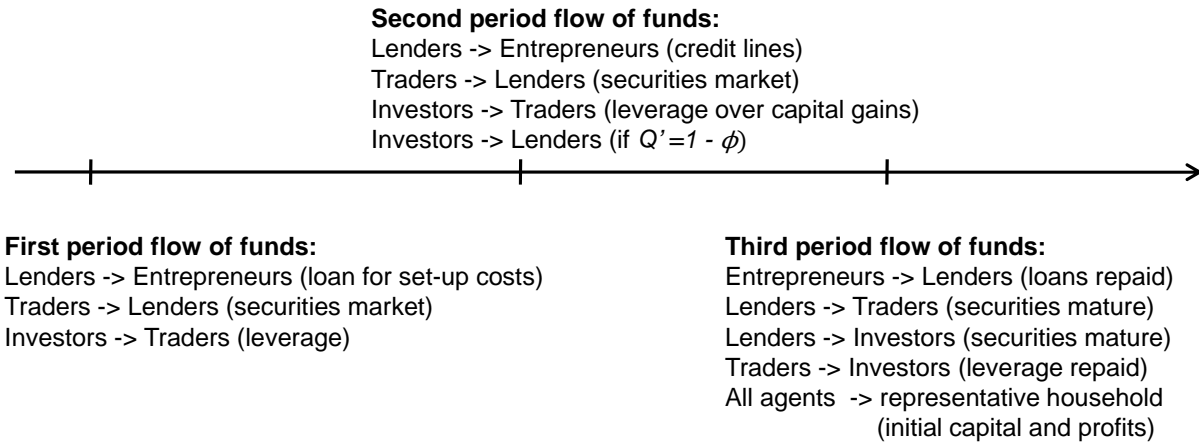 Second period flow of funds:
Lenders -> Entrepreneurs (credit lines)
Traders -> Lenders (securities market)
Investors -> Traders (leverage over capital gains)
Investors -> Lenders (if Q’=1 - ϕ)
First period flow of funds:
Lenders -> Entrepreneurs (loan for set-up costs)
Traders -> Lenders (securities market)
Investors -> Traders (leverage)
Third period flow of funds:
Entrepreneurs -> Lenders (loans repaid)
Lenders -> Traders (securities mature)
Lenders -> Investors (securities mature)
Traders -> Investors (leverage repaid)
All agents -> representative household
(initial capital and profits)